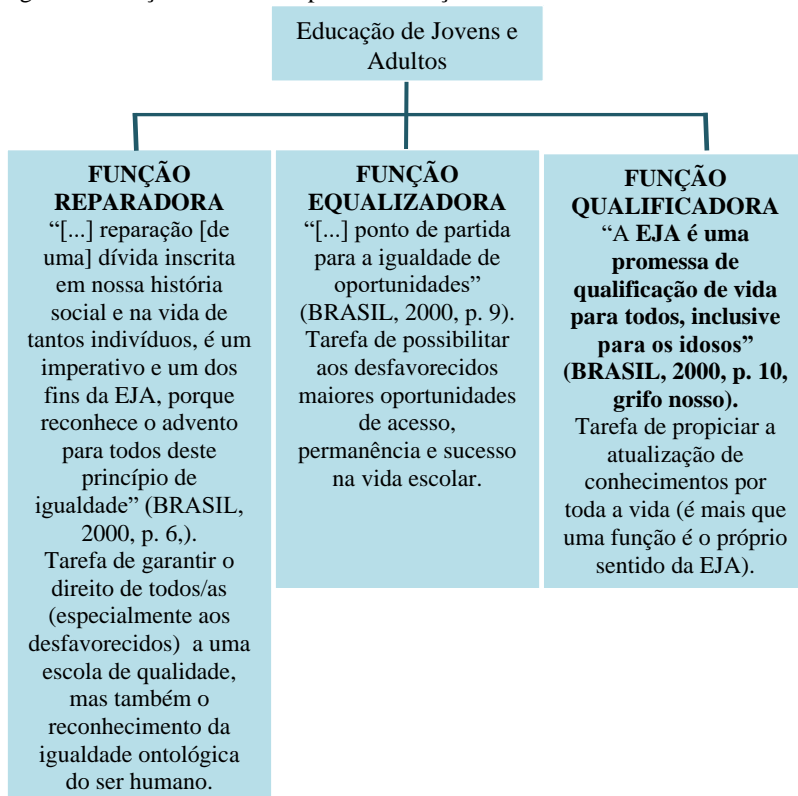 Educação de Jovens e
Adultos
FUNÇÃO
REPARADORA
“[...] reparação [de
uma] dívida inscrita
em nossa história
social e na vida de
tantos indivíduos, é um
imperativo e um dos
fins da EJA, porque
reconhece o advento
para todos deste
princípio de
igualdade” (BRASIL,
2000, p. 6,).
Tarefa de garantir o
direito de todos/as
(especialmente aos
desfavorecidos) a uma
escola de qualidade,
mas também o
reconhecimento da
igualdade ontológica
do ser humano.
FUNÇÃO
EQUALIZADORA
“[...] ponto de partida
para a igualdade de
oportunidades”
(BRASIL, 2000, p. 9).
Tarefa de possibilitar
aos desfavorecidos
maiores oportunidades
de acesso,
permanência e sucesso
na vida escolar.
FUNÇÃO
QUALIFICADORA
“A EJA é uma
promessa de
qualificação de vida
para todos, inclusive
para os idosos”
(BRASIL, 2000, p. 10,
grifo nosso).
Tarefa de propiciar a
atualização de
conhecimentos por
toda a vida (é mais que
uma função é o próprio
sentido da EJA).